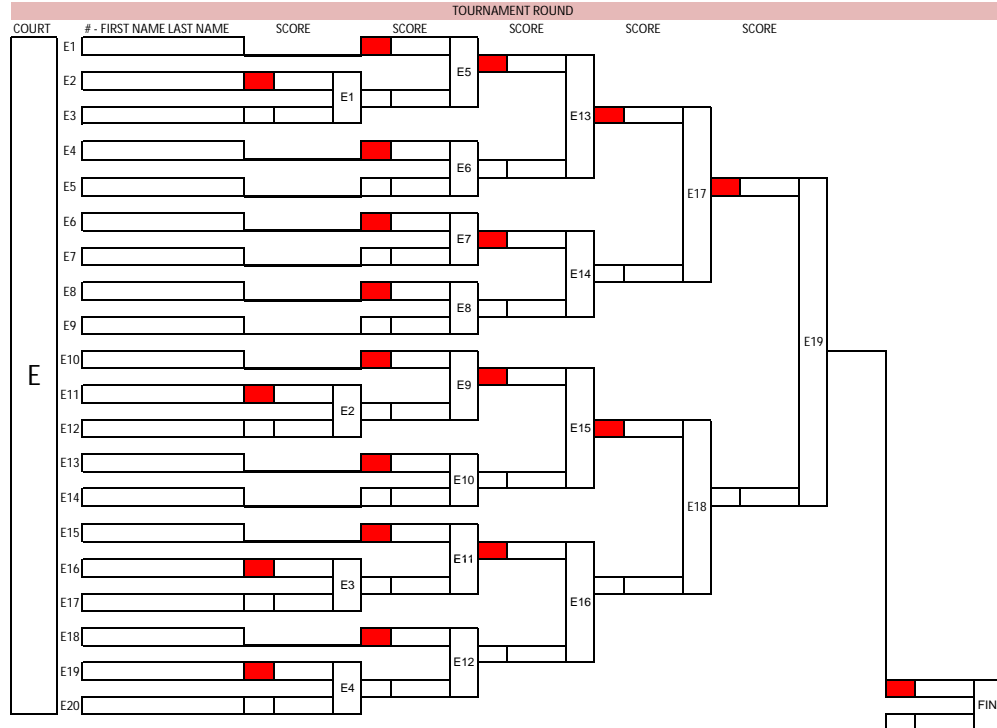 TOURNAMENT ROUND
COURT # - FIRST NAME LAST NAME SCORE SCORE SCORE SCORE SCORE
E1
E5
E2
E1
E3
E13
E4
E6
E5
E17
E6
E7
E7
E14
E8
E8
E9
E19
E10
E
E9
E11
E2
E12
E15
E13
E10
E14
E18
E15
E11
E16
E3
E17
E16
E18
E12
E19
E4
E20
FIN